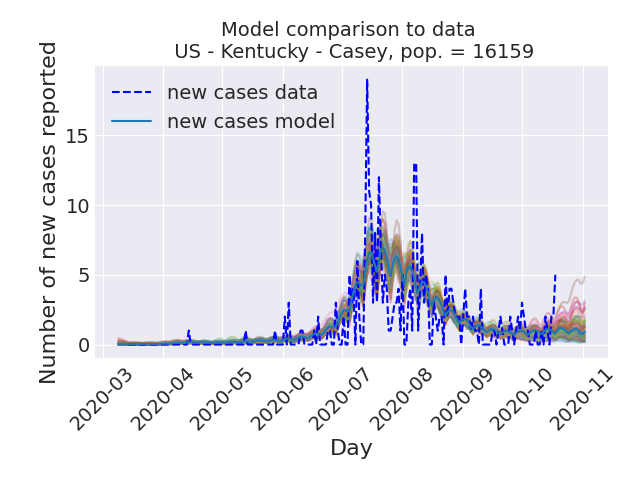 Model comparison to data
US - Kentucky - Casey, pop. = 16159
Number of new cases reported
new cases data
new cases model
15
10
5
0
2020-03
2020-04
2020-05
2020-06
2020-07
2020-08
2020-09
2020-10
2020-11
Day